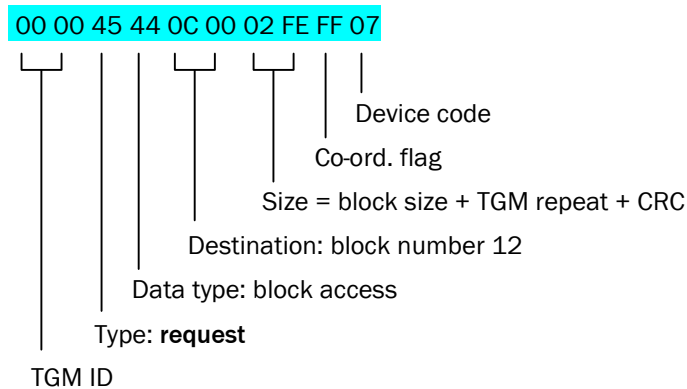 00 00 45 44 0C 00 02 FE FF 07
Device code
Co-ord. flag
Size = block size + TGM repeat + CRC
Destination: block number 12
Data type: block access
Type: request
TGM ID